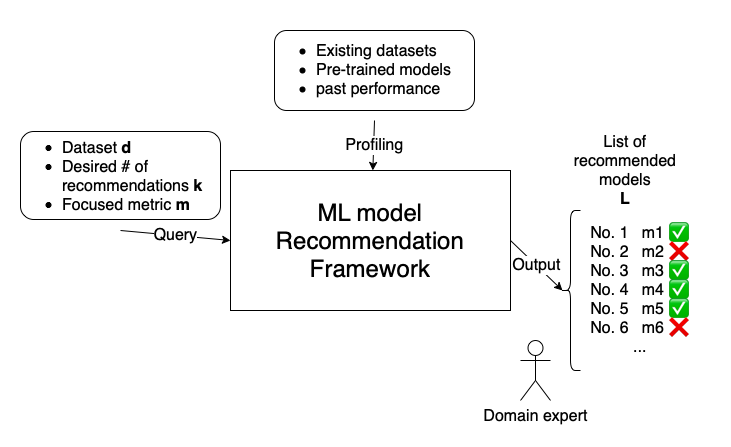 • Existing datasets
• Pre-trained models
• past performance
Profiling
• Dataset d
• Desired # of
recommendations k
• Focused metric m
Query
ML model
Recommendation
Framework
Output
List of
recommended
models
L
No. 1 m1 ✅
No. 2 m2 ❌
No. 3 m3 ✅
No. 4 m4 ✅
No. 5 m5 ✅
No. 6 m6 ❌
...
Domain expert